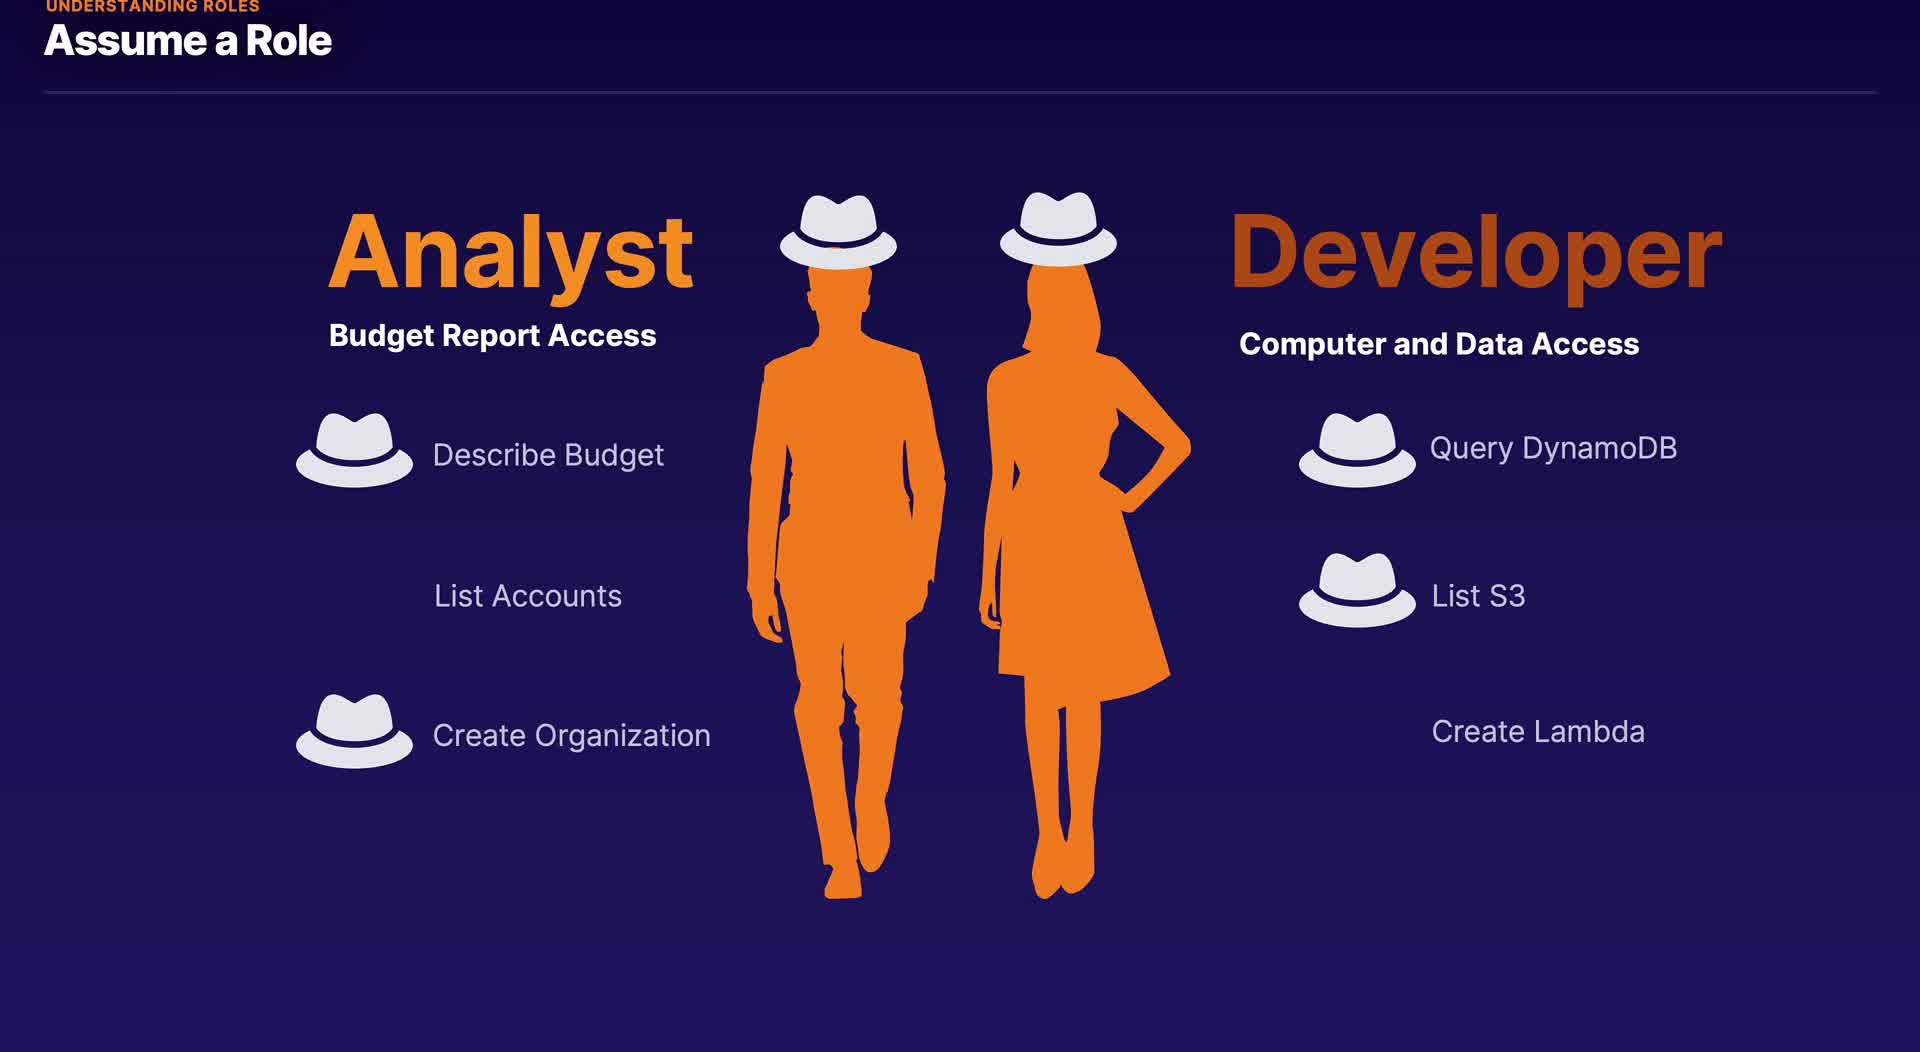 UNDERSTANDING ROLES
Assume a Role
Analyst
Budget Report Access
Describe Budget
List Accounts
Create Organization
Developer
Computer and Data Access
Query DynamoDB
List S3
Create Lambda